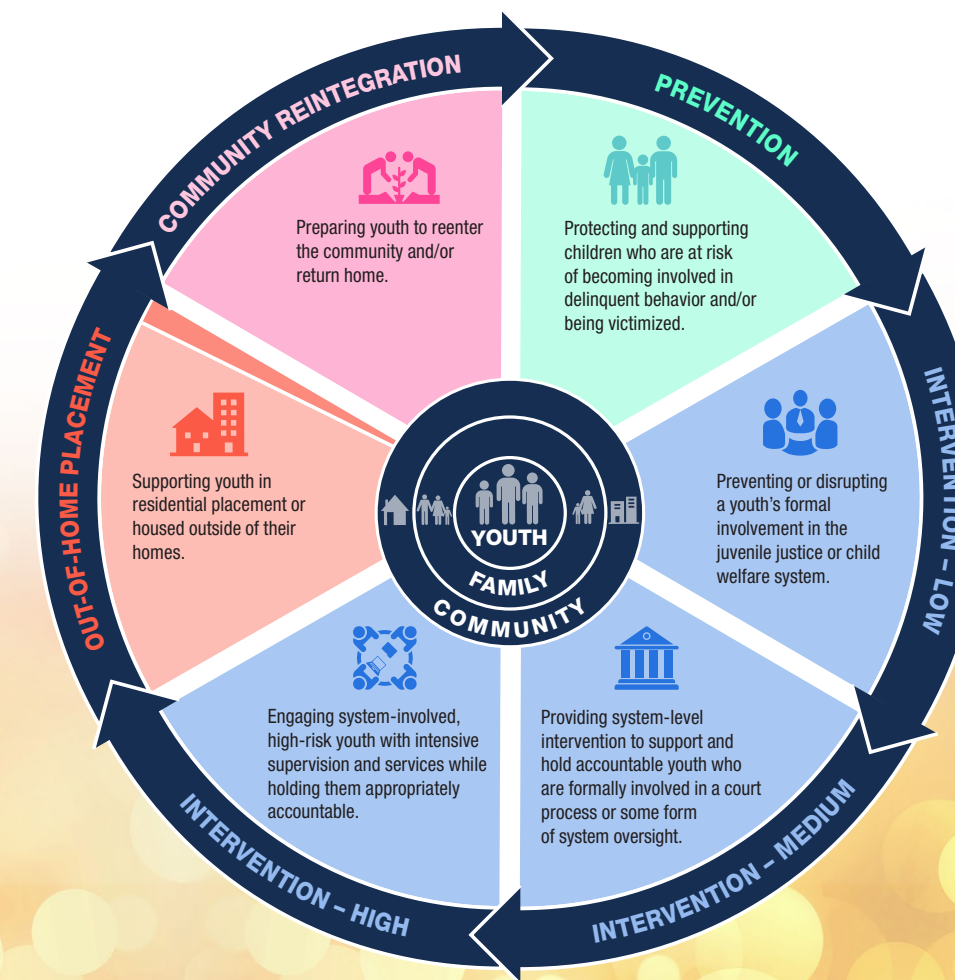 COMMUNITY REINTEGRATION
Preparing youth to reenter
the community and/or
return home.
PREVENTION
Protecting and supporting
children who are at risk
of becoming involved in
delinquent behavior and/or
being victimized.
INTERVENTION – LOW
Preventing or disrupting
a youth's formal
involvement in the
juvenile justice or child
welfare system.
INTERVENTION – MEDIUM
Providing system-level
intervention to support and
hold accountable youth who
are formally involved in a court
process or some form
of system oversight.
INTERVENTION – HIGH
Engaging system-involved,
high-risk youth with intensive
supervision and services while
holding them appropriately
accountable.
OUT-OF-HOME PLACEMENT
Supporting youth in
residential placement or
housed outside of their
homes.
YOUTH
FAMILY
COMMUNITY